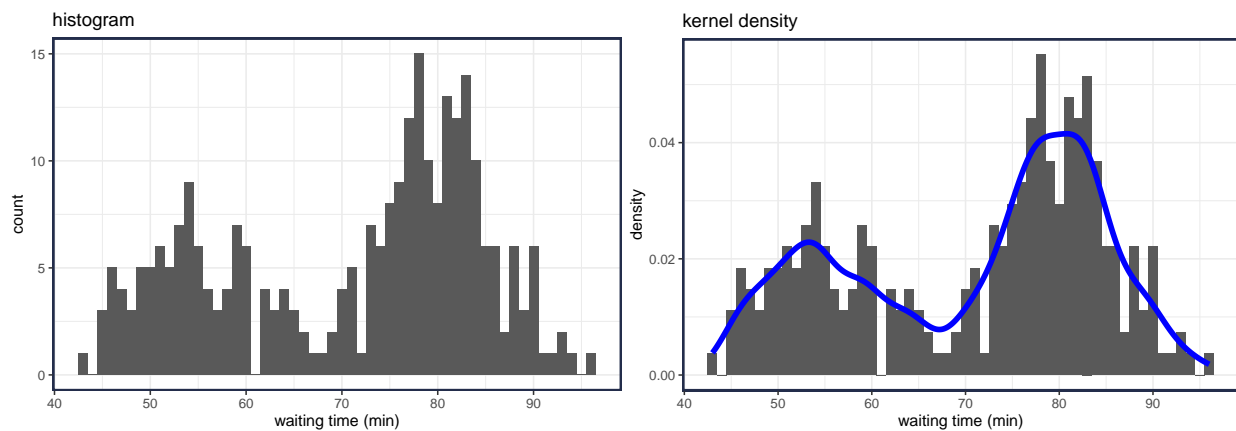 histogram
15
10
5
0
count
40 50 60 70 80 90
waiting time (min)
kernel density
0.04
0.02
0.00
density
40 50 60 70 80 90
waiting time (min)